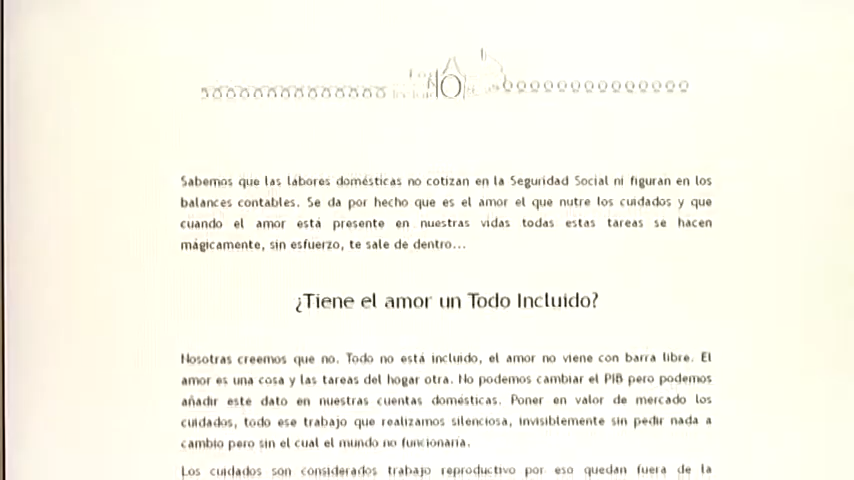 Sabemos que las labores domésticas no cotizan en la Seguridad Social ni figuran en los
balances contables. Se da por hecho que es el amor el que nutre los cuidados y que
cuando el amor está presente en nuestras vidas todas estas tareas se hacen
mágicamente, sin esfuerzo, te sale de dentro...
¿Tiene el amor un Todo Incluido?
Nosotras creemos que no. Todo no está incluido, el amor no viene con barra libre. El
amor es una cosa y las tareas del hogar otra. No podemos cambiar el PIB pero podemos
añadir este dato en nuestras cuentas domésticas. Poner en valor de mercado los
cuidados, todo ese trabajo que realizamos silenciosa, invisiblemente sin pedir nada a
cambio pero sin el cual el mundo no funcionaría.
Los cuidados son considerados trabajo reproductivo por eso quedan fuera de la